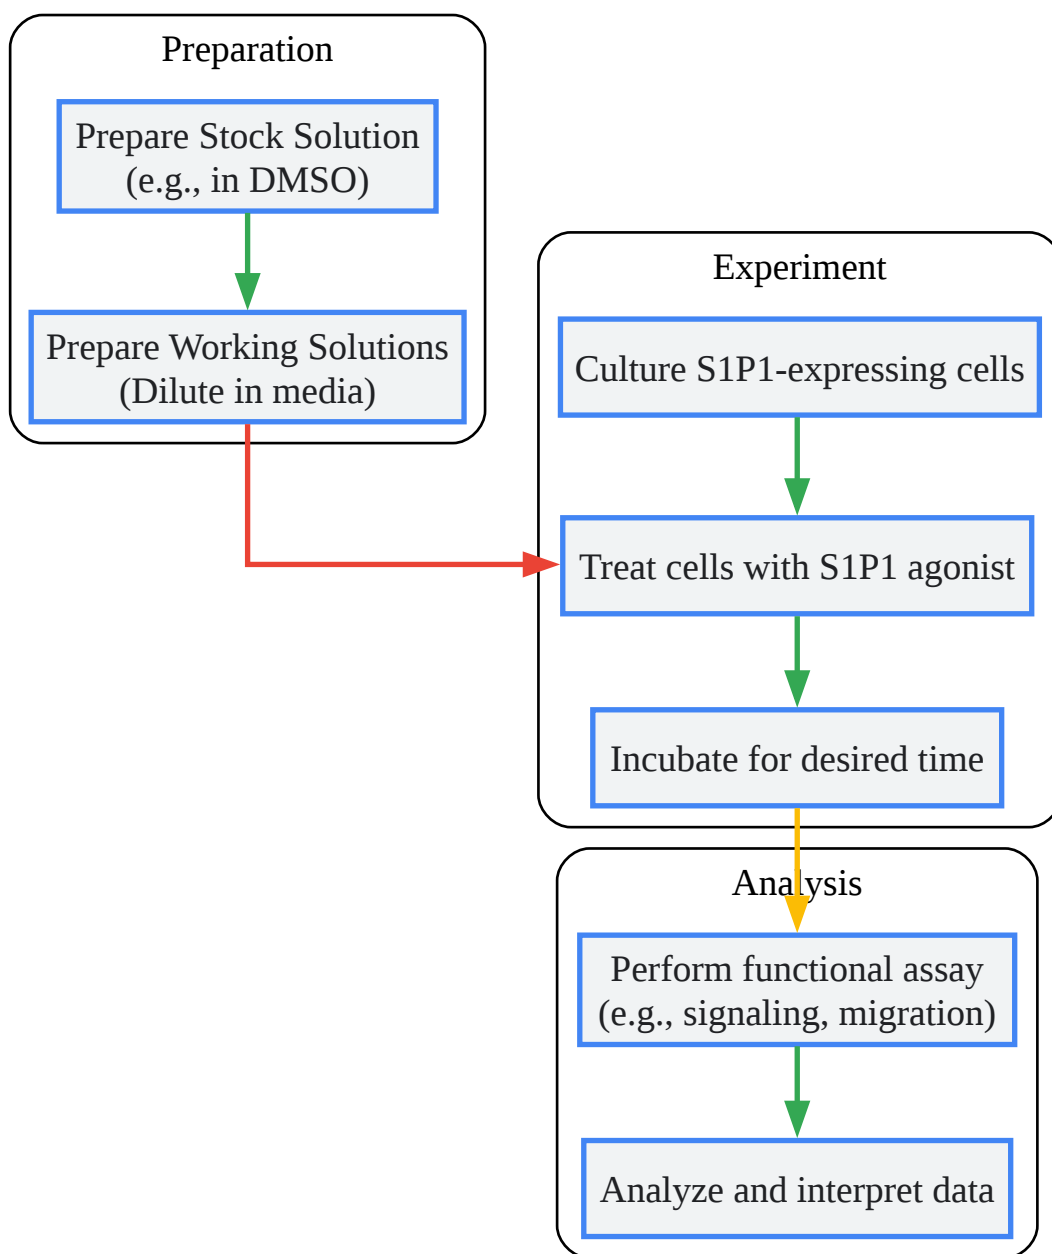 Preparation
Prepare Stock Solution
(e.g., in DMSO)
Prepare Working Solutions
(Dilute in media)
Experiment
Culture S1P1-expressing cells
Treat cells with S1P1 agonist
Incubate for desired time
Analysis
Perform functional assay
(e.g., signaling, migration)
Analyze and interpret data